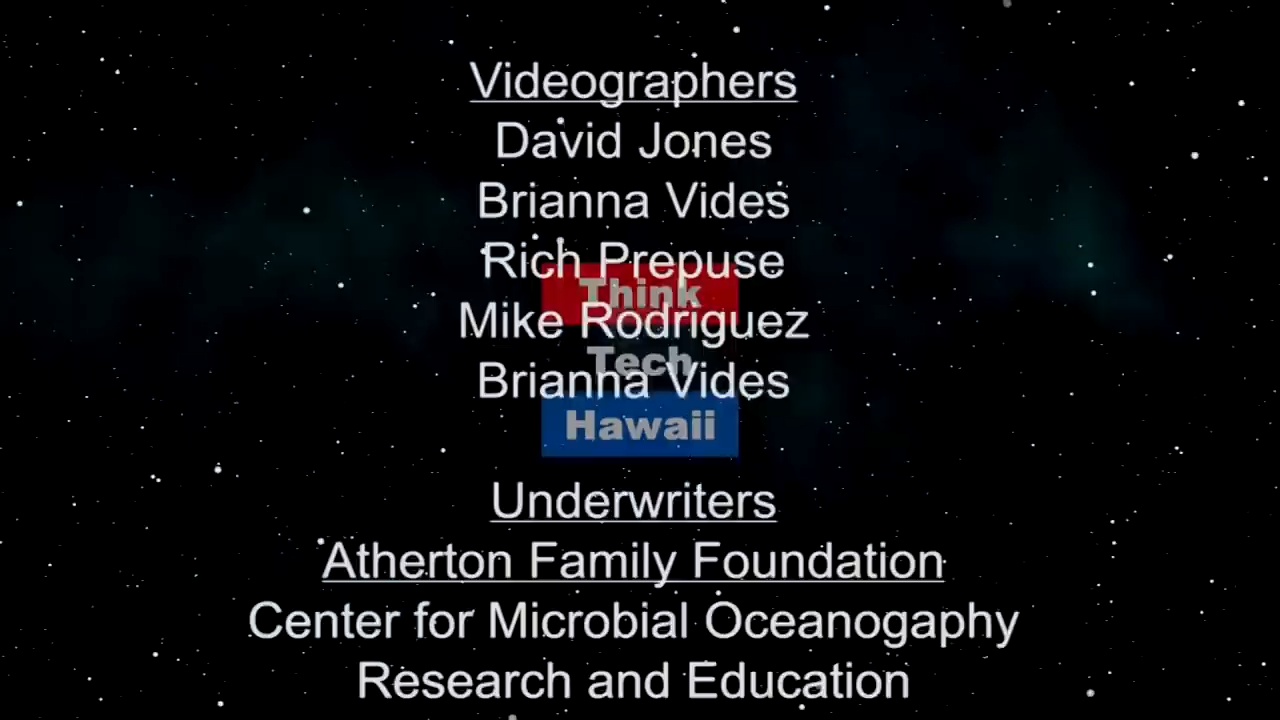 Videographers
David Jones
Brianna Vides
Rich Prepuse
Think
Mike Rodriguez
Tech
Brianna Vides
Hawaii
Underwriters
Atherton Family Foundation
Center for Microbial Oceanogaphy
Research and Education